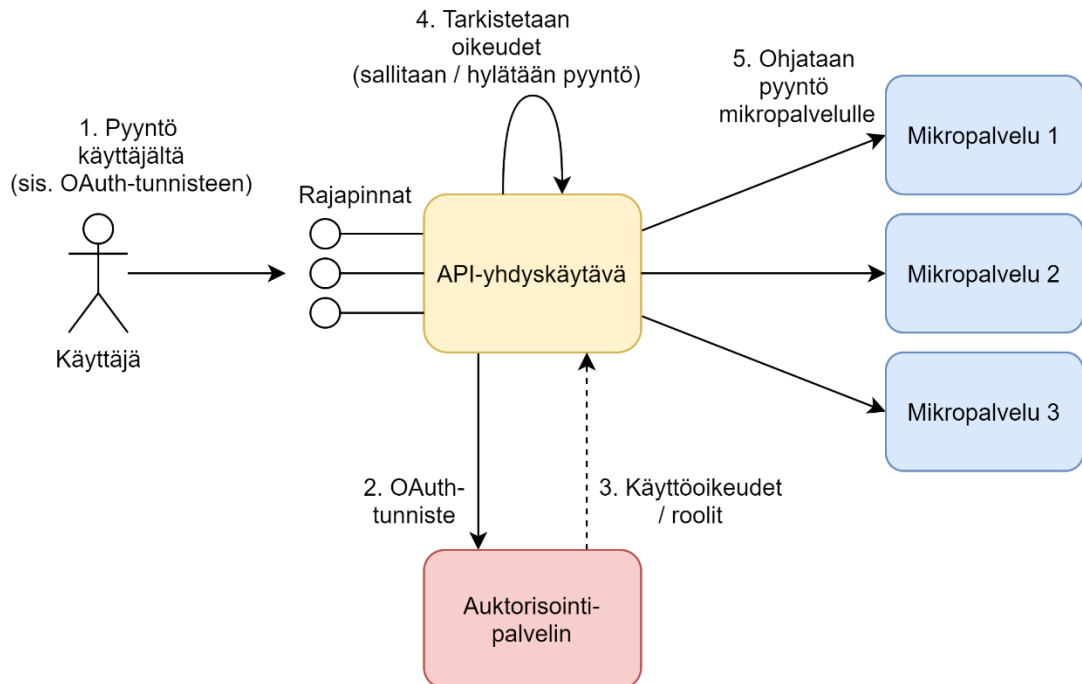 4. Tarkistetaan
oikeudet
(sallitaan / hylätään pyyntö)
5. Ohjataan
pyyntö
mikropalvelulle
Mikropalvelu 1
1. Pyyntö
käyttäjältä
(sis. OAuth-tunnisteen)
Rajapinnat
API-yhdyskäytävä
Mikropalvelu 2
Käyttäjä
Mikropalvelu 3
2. OAuth-
tunniste
3. Käyttöoikeudet
/ roolit
Auktorisointi-
palvelin